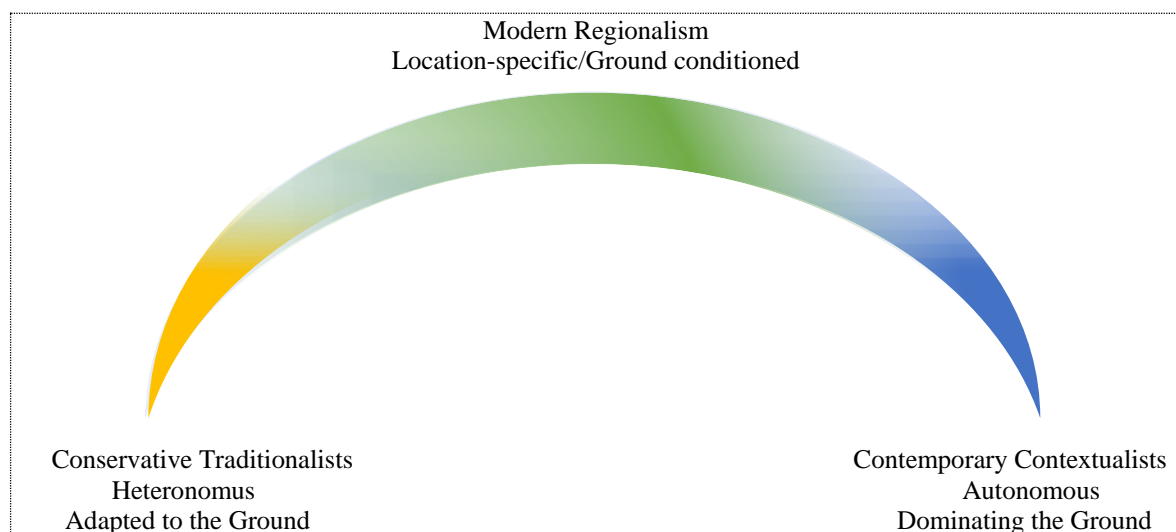 Modern Regionalism
Location-specific/Ground conditioned
Conservative Traditionalists
Heteronomus
Adapted to the Ground
Contemporary Contextualists
Autonomous
Dominating the Ground